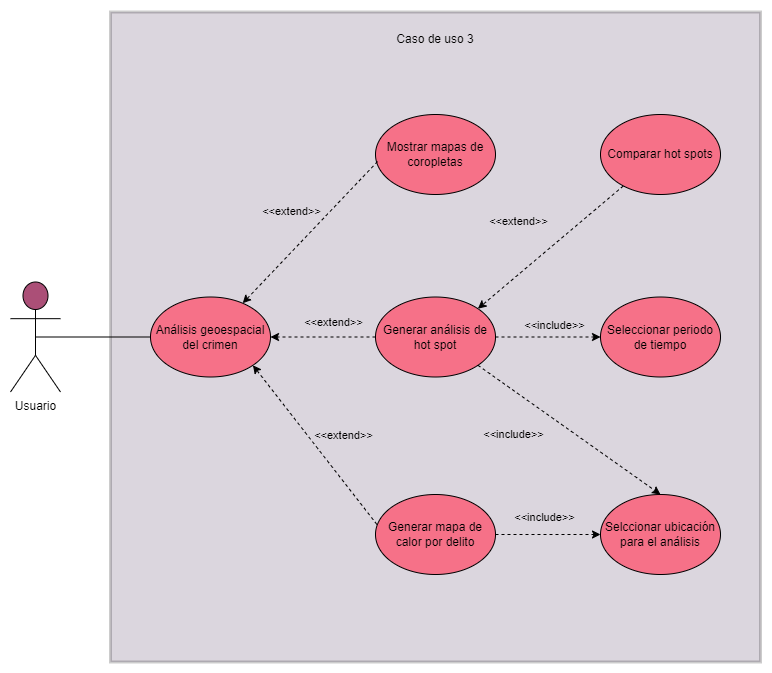 Caso de uso 3
Mostrar mapas de
coropletas
Comparar hot spots
<<extend>>
<<extend>>
Análisis geoespacial
del crimen
<<extend>>
Generar análisis de
hot spot
<<include>>
Seleccionar periodo
de tiempo
Usuario
<<extend>>
<<include>>
Generar mapa de
calor por delito
<<include>>
Selccionar ubicación
para el análisis